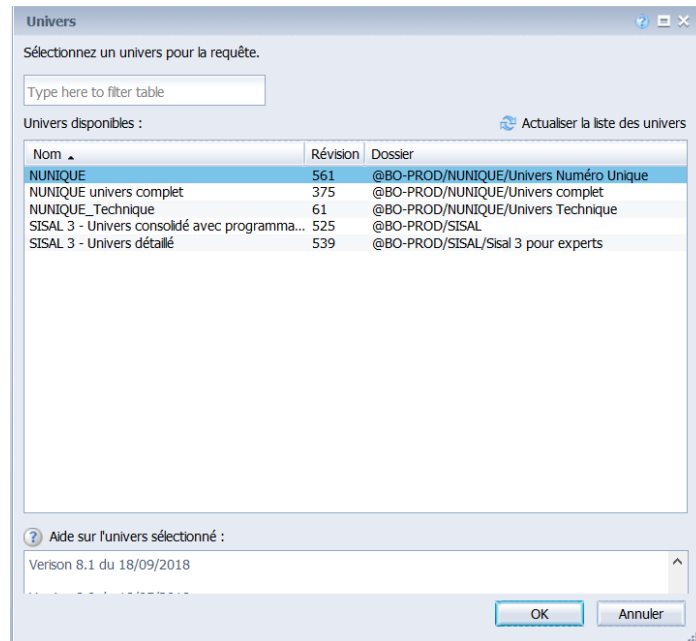 Univers
Sélectionnez un univers pour la requête.
Type here to filter table
Univers disponibles : Actualiser la liste des univers
Nom Révision Dossier
NUNIQUE 561 @BO-PROD/NUNIQUE/Univers Numéro Unique
NUNIQUE univers complet 375 @BO-PROD/NUNIQUE/Univers complet
NUNIQUE_Technique 61 @BO-PROD/NUNIQUE/Univers Technique
SISAL 3 - Univers consolidé avec programma... 525 @BO-PROD/SISAL
SISAL 3 - Univers détaillé 539 @BO-PROD/SISAL/Sisal 3 pour experts
? Aide sur l'univers sélectionné :
Verison 8.1 du 18/09/2018
OK Annuler